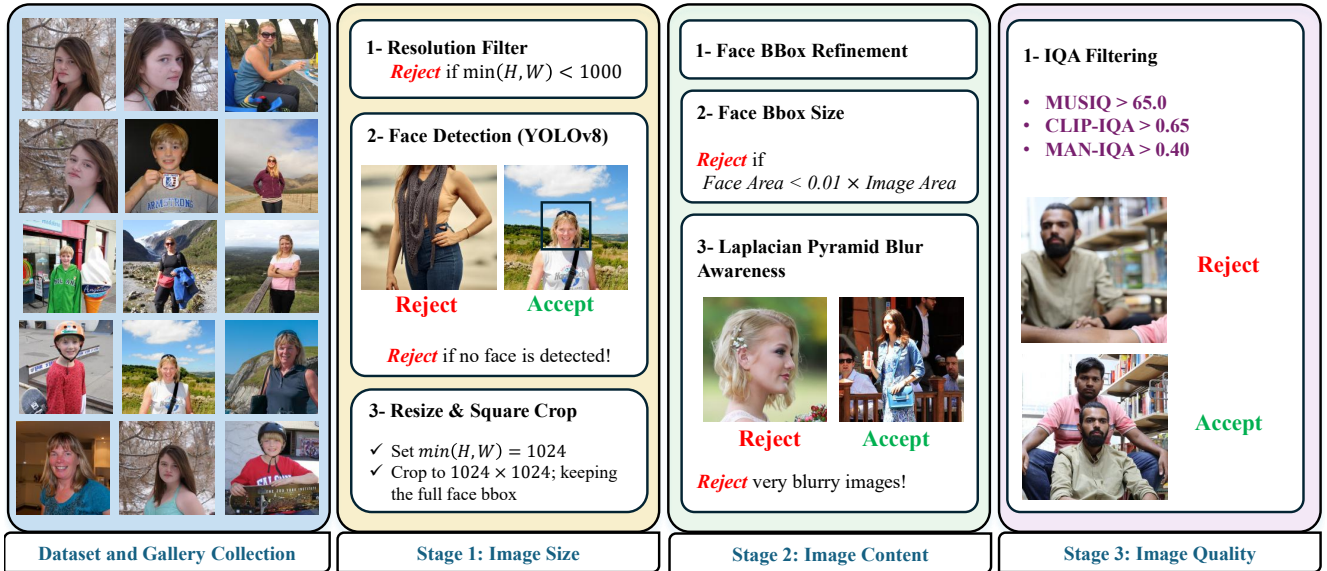 ARMSTRONG
1- Resolution Filter
Reject if min(H, W) < 1000
2- Face Detection (YOLOv8)
Reject
Accept
Reject if no face is detected!
3- Resize & Square Crop
✓ Set min(H, W) = 1024
✓ Crop to 1024 × 1024; keeping
the full face bbox
1- Face BBox Refinement
2- Face Bbox Size
Reject if
Face Area < 0.01 × Image Area
3- Laplacian Pyramid Blur
Awareness
Reject
Accept
Reject very blurry images!
1- IQA Filtering
• MUSIQ > 65.0
• CLIP-IQA > 0.65
• MAN-IQA > 0.40
Reject
Accept
Dataset and Gallery Collection
Stage 1: Image Size
Stage 2: Image Content
Stage 3: Image Quality